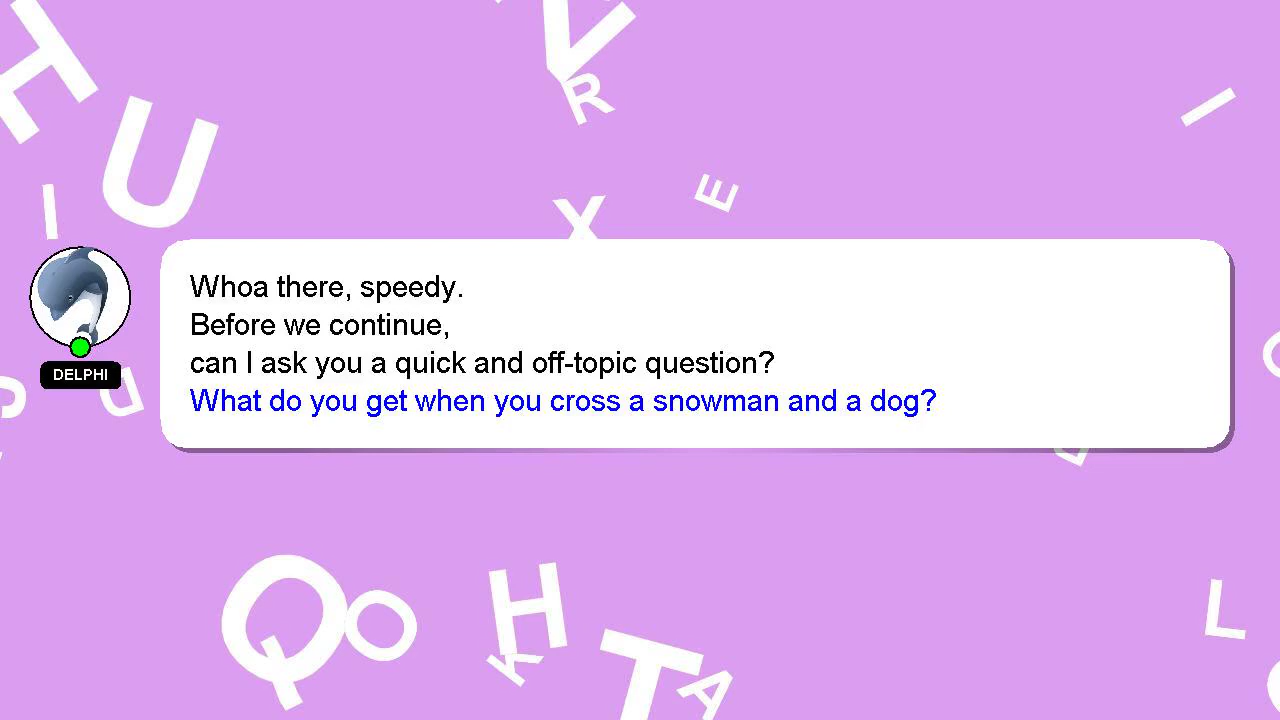 H
U
V
R
I
E
X
I
Whoa there, speedy.
Before we continue,
can I ask you a quick and off-topic question?
What do you get when you cross a snowman and a dog?
DELPHI
S
D
Q
O
H
K
T
A
L